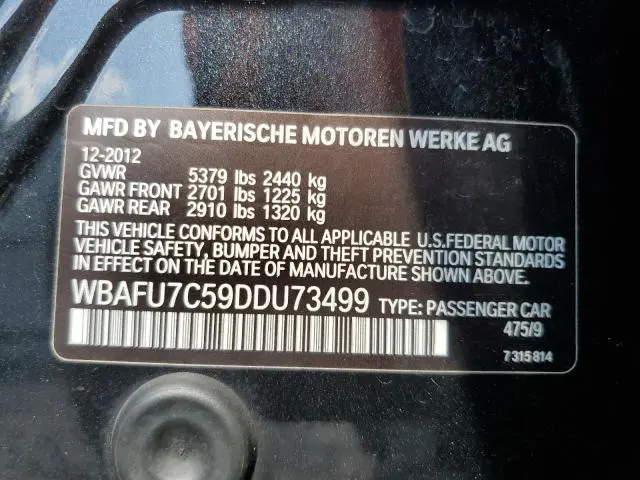 MFD BY BAYERISCHE MOTOREN WERKE AG
12-2012
GVWR 5379 lbs 2440 kg
GAWR FRONT 2701 lbs 1225 kg
GAWR REAR 2910 lbs 1320 kg
THIS VEHICLE CONFORMS TO ALL APPLICABLE U.S.FEDERAL MOTOR
VEHICLE SAFETY, BUMPER AND THEFT PREVENTION STANDARDS
IN EFFECT ON THE DATE OF MANUFACTURE SHOWN ABOVE.
WBAFU7C59DDU73499 TYPE: PASSENGER CAR
475/9
7 315 814